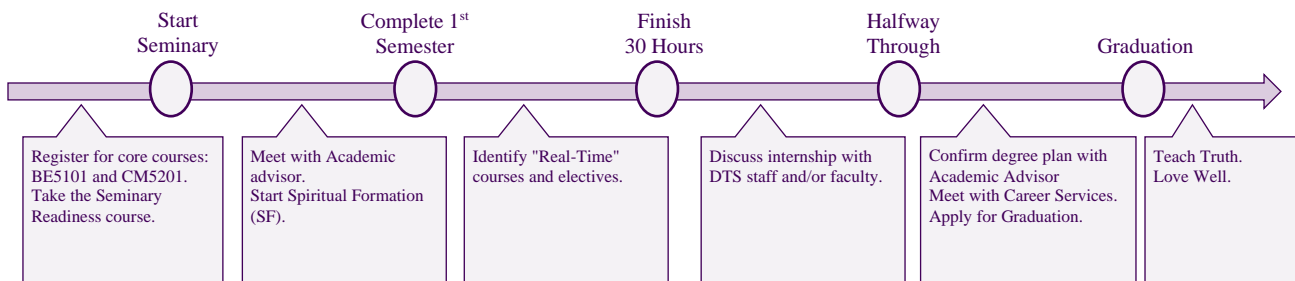 Start
Seminary
Complete 1st
Semester
Finish
30 Hours
Halfway
Through
Graduation
Register for core courses:
BE5101 and CM5201.
Take the Seminary
Readiness course.
Meet with Academic
advisor.
Start Spiritual Formation
(SF).
Identify "Real-Time"
courses and electives.
Discuss internship with
DTS staff and/or faculty.
Confirm degree plan with
Academic Advisor
Meet with Career Services.
Apply for Graduation.
Teach Truth.
Love Well.